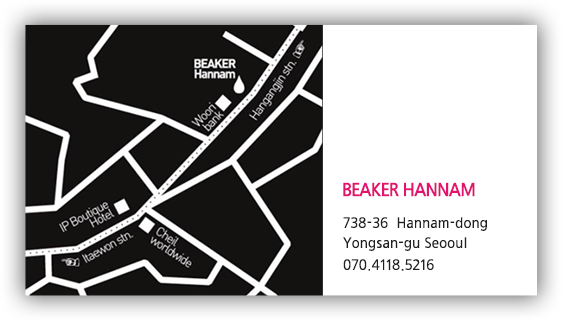 BEAKER
Hannam
Hangangjin stn.
Woori
bank
IP Boutique
Hotel
Cheil
worldwide
Itaewon stn.
BEAKER HANNAM
738-36 Hannam-dong
Yongsan-gu Seooul
070.4118.5216